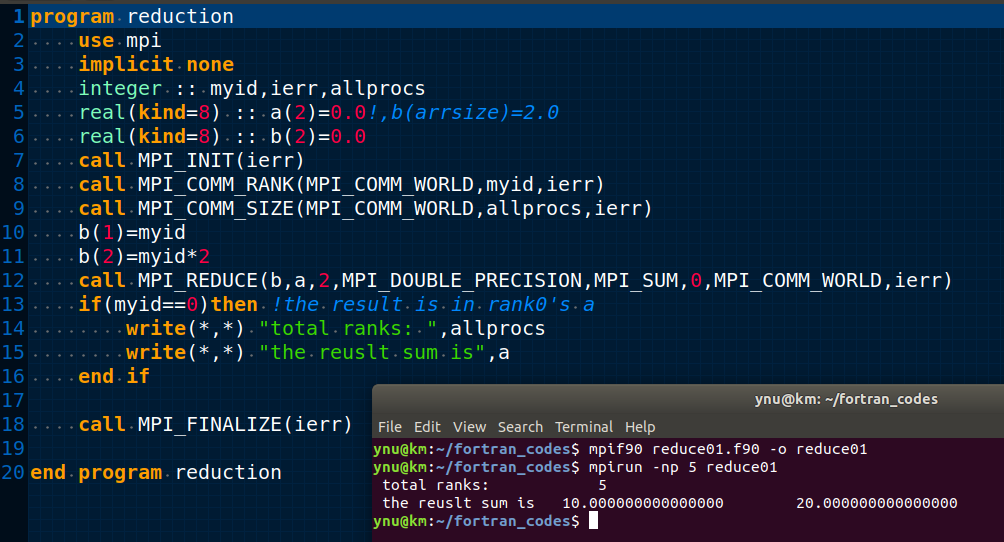 1 program reduction
2 use mpi
3 implicit none
4 integer :: myid,ierr,allprocs
5 real(kind=8) :: a(2)=0.0!,b(arrsize)=2.0
6 real(kind=8) :: b(2)=0.0
7 call MPI_INIT(ierr)
8 call MPI_COMM_RANK(MPI_COMM_WORLD,myid,ierr)
9 call MPI_COMM_SIZE(MPI_COMM_WORLD,allprocs,ierr)
10 b(1)=myid
11 b(2)=myid*2
12 call MPI_REDUCE(b,a,2,MPI_DOUBLE_PRECISION,MPI_SUM,0,MPI_COMM_WORLD,ierr)
13 if(myid==0)then !the result is in rank0's a
14 write(*,*) "total ranks: ",allprocs
15 write(*,*) "the reuslt sum is",a
16 end if
17
18 call MPI_FINALIZE(ierr)
19
20 end program reduction
ynu@km: ~/fortran_codes
File Edit View Search Terminal Help
ynu@km:~/fortran_codes$ mpif90 reduce01.f90 -o reduce01
ynu@km:~/fortran_codes$ mpirun -np 5 reduce01
total ranks: 5
the reuslt sum is 10.000000000000000 20.000000000000000
ynu@km:~/fortran_codes$